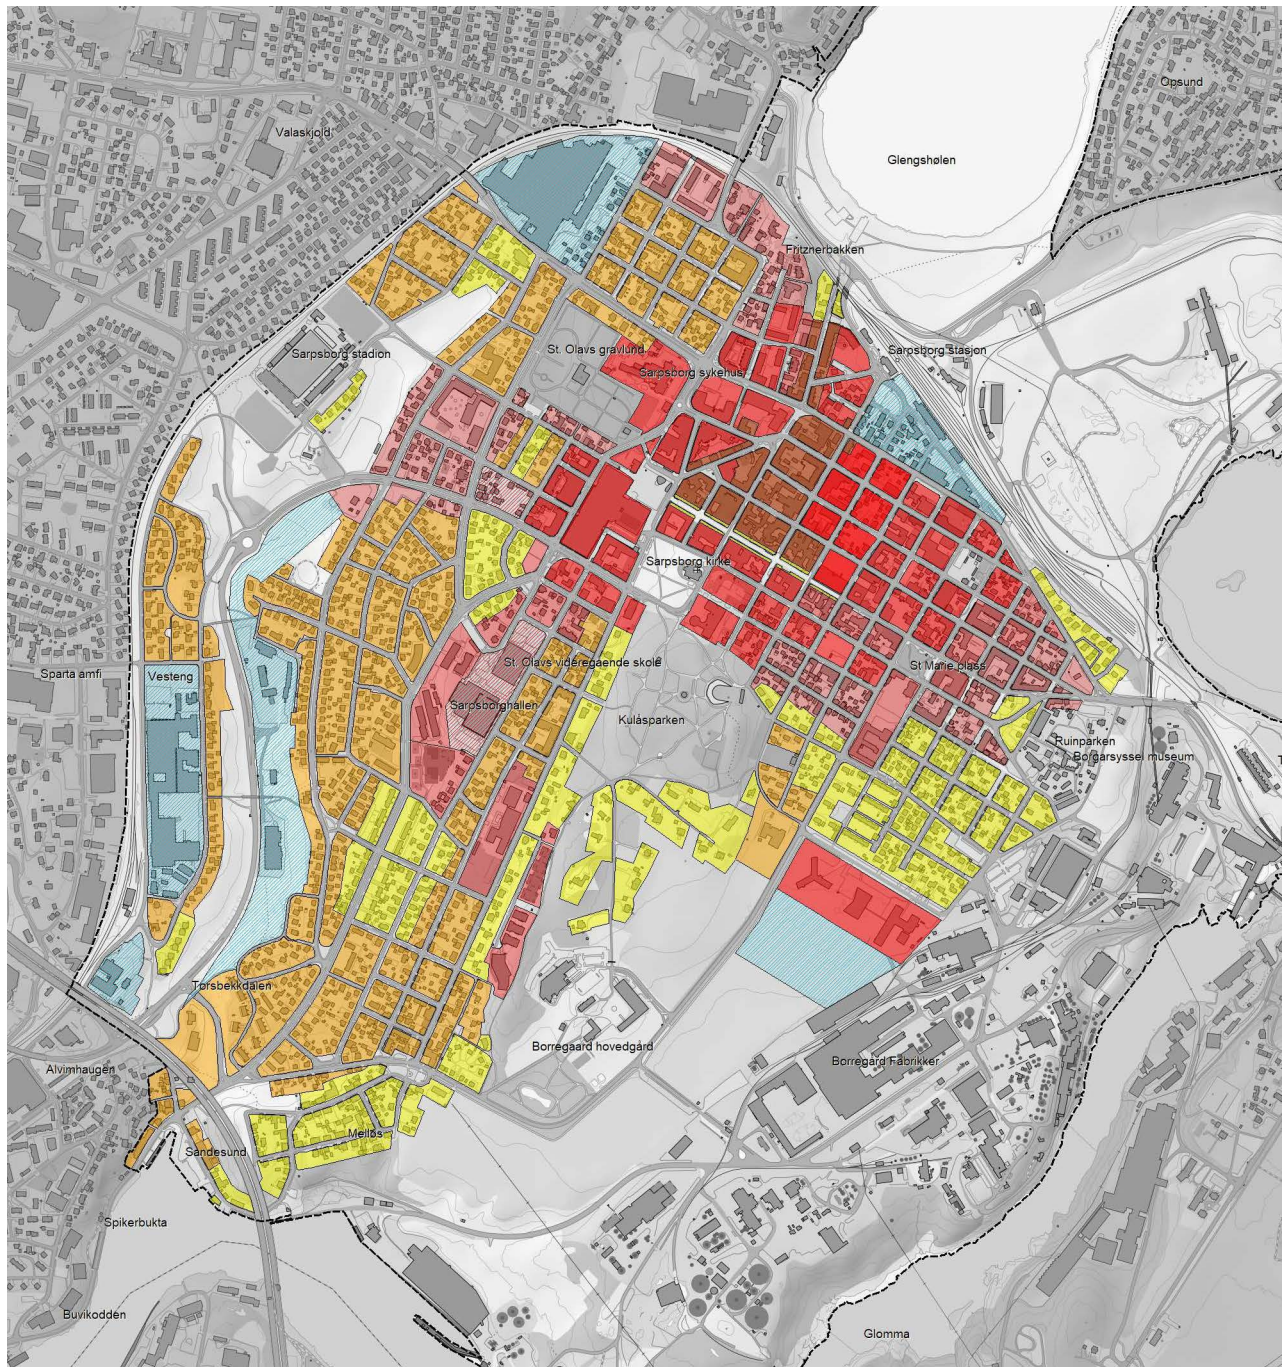 Opsund
Valaskjold
Glengshølen
Fritznerbakken
St. Olavs gravlund
Sarpsborg stadion
Sarpsborg stasjon
Sarpsborg sykehus
Sarpsborg kirke
St. Olavs videregående skole
St Marie plass
Sparta amfi
Vesteng
Sarpsborghallen
Kulåsparken
Ruinparken
Borgarsyssel museum
T
Torsbekkdalen
Borregaard hovedgård
Borregård Fabrikker
Alvimhaugen
Mellos
Sandesund
Spikerbukta
Buvikodden
Glomma